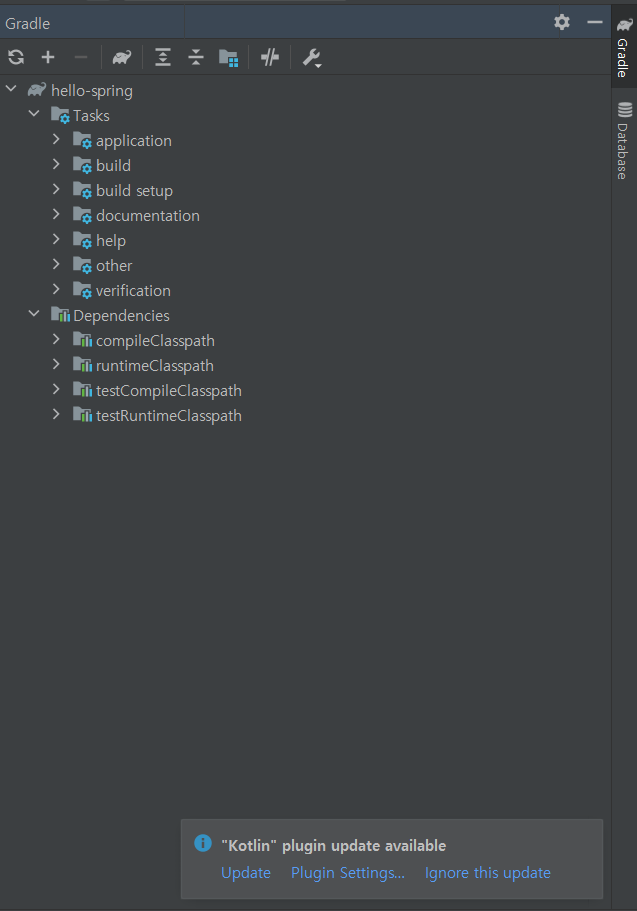 Gradle
hello-spring
Tasks
application
build
build setup
documentation
help
other
verification
Dependencies
compileClasspath
runtimeClasspath
testCompileClasspath
testRuntimeClasspath
Gradle
Database
"Kotlin" plugin update available
Update Plugin Settings... Ignore this update